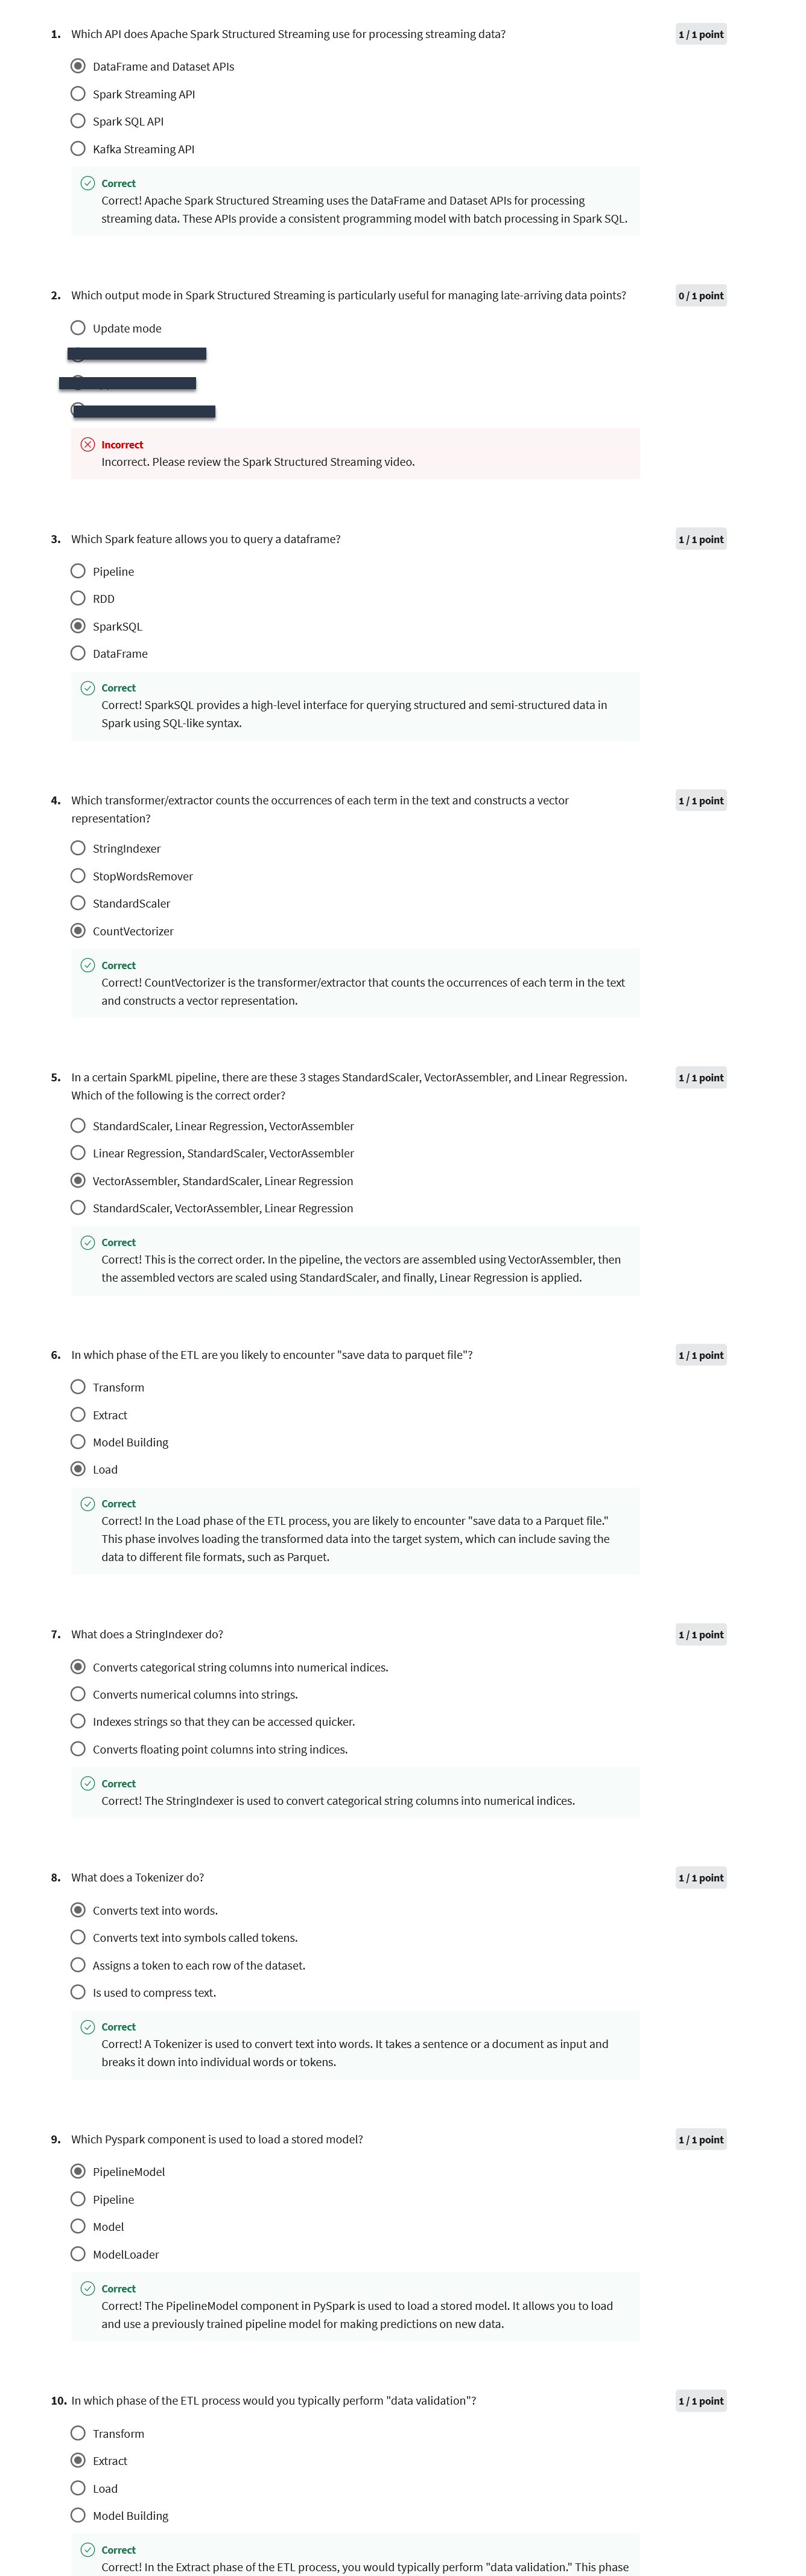 1. Which API does Apache Spark Structured Streaming use for processing streaming data?
1 / 1 point
DataFrame and Dataset APIs
Spark Streaming API
Spark SQL API
Kafka Streaming API
Correct
Correct! Apache Spark Structured Streaming uses the DataFrame and Dataset APIs for processing
streaming data. These APIs provide a consistent programming model with batch processing in Spark SQL.
2. Which output mode in Spark Structured Streaming is particularly useful for managing late-arriving data points?
0 / 1 point
Update mode
Incorrect
Incorrect. Please review the Spark Structured Streaming video.
3. Which Spark feature allows you to query a dataframe?
1 / 1 point
Pipeline
RDD
SparkSQL
DataFrame
Correct
Correct! SparkSQL provides a high-level interface for querying structured and semi-structured data in
Spark using SQL-like syntax.
4. Which transformer/extractor counts the occurrences of each term in the text and constructs a vector
representation?
1 / 1 point
StringIndexer
StopWordsRemover
StandardScaler
CountVectorizer
Correct
Correct! CountVectorizer is the transformer/extractor that counts the occurrences of each term in the text
and constructs a vector representation.
5. In a certain SparkML pipeline, there are these 3 stages StandardScaler, VectorAssembler, and Linear Regression.
Which of the following is the correct order?
1 / 1 point
StandardScaler, Linear Regression, VectorAssembler
Linear Regression, StandardScaler, VectorAssembler
VectorAssembler, StandardScaler, Linear Regression
StandardScaler, VectorAssembler, Linear Regression
Correct
Correct! This is the correct order. In the pipeline, the vectors are assembled using VectorAssembler, then
the assembled vectors are scaled using StandardScaler, and finally, Linear Regression is applied.
6. In which phase of the ETL are you likely to encounter "save data to parquet file"?
1 / 1 point
Transform
Extract
Model Building
Load
Correct
Correct! In the Load phase of the ETL process, you are likely to encounter "save data to a Parquet file."
This phase involves loading the transformed data into the target system, which can include saving the
data to different file formats, such as Parquet.
7. What does a StringIndexer do?
1 / 1 point
Converts categorical string columns into numerical indices.
Converts numerical columns into strings.
Indexes strings so that they can be accessed quicker.
Converts floating point columns into string indices.
Correct
Correct! The StringIndexer is used to convert categorical string columns into numerical indices.
8. What does a Tokenizer do?
1 / 1 point
Converts text into words.
Converts text into symbols called tokens.
Assigns a token to each row of the dataset.
Is used to compress text.
Correct
Correct! A Tokenizer is used to convert text into words. It takes a sentence or a document as input and
breaks it down into individual words or tokens.
9. Which Pyspark component is used to load a stored model?
1 / 1 point
PipelineModel
Pipeline
Model
ModelLoader
Correct
Correct! The PipelineModel component in PySpark is used to load a stored model. It allows you to load
and use a previously trained pipeline model for making predictions on new data.
10. In which phase of the ETL process would you typically perform "data validation"?
1 / 1 point
Transform
Extract
Load
Model Building
Correct
Correct! In the Extract phase of the ETL process, you would typically perform "data validation." This phase